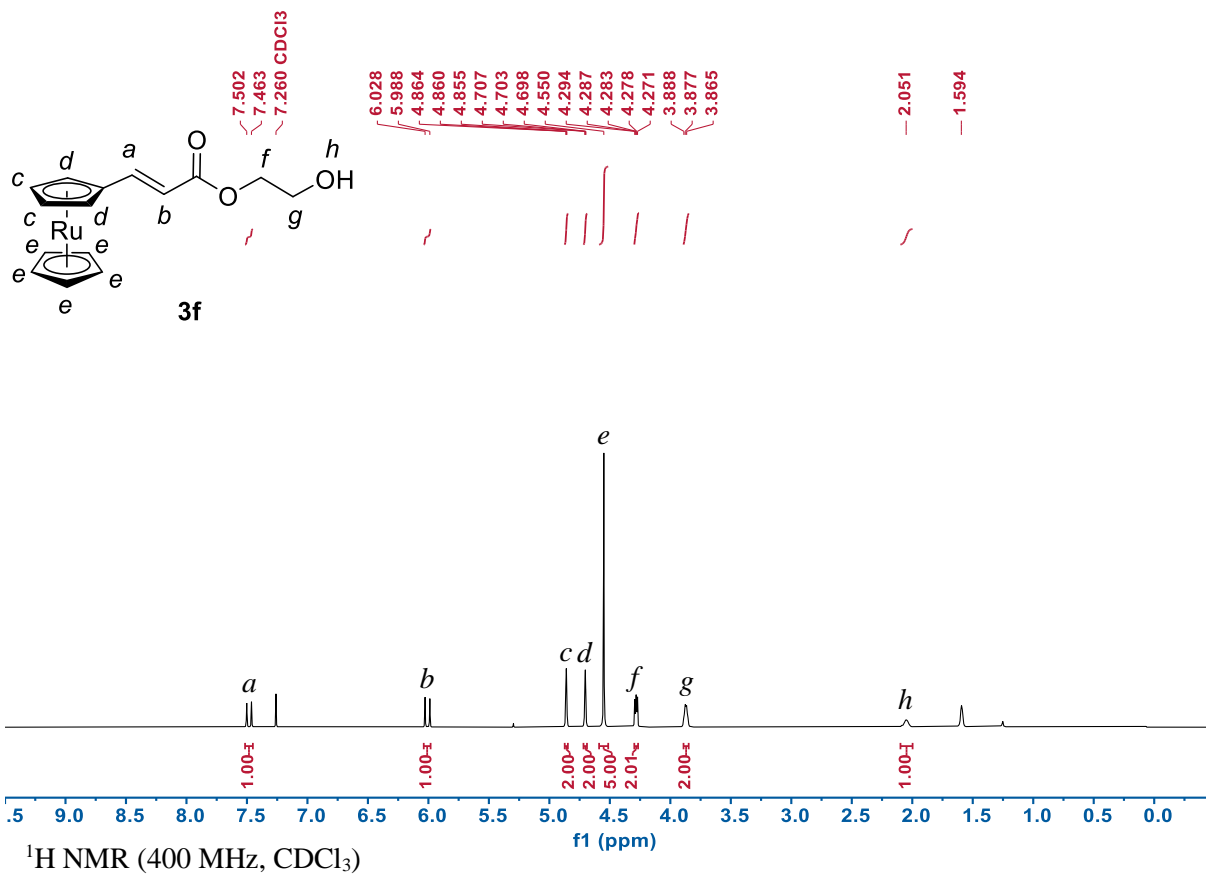 7.502
7.463
7.260 CDCl3
6.028
5.988
4.864
4.860
4.855
4.707
4.703
4.698
4.550
4.294
4.287
4.283
4.278
4.271
3.888
3.877
3.865
2.051
1.594
O
a
f
h
d
OH
c
O
c
d
b
g
Ru
e
e
e
e
e
3f
e
a
b
c
d
f
g
h
1.00
1.00
2.00
2.00
5.00
2.01
2.00
1.00
.5 9.0 8.5 8.0 7.5 7.0 6.5 6.0 5.5 5.0 4.5 4.0 3.5 3.0 2.5 2.0 1.5 1.0 0.5 0.0
f1 (ppm)
¹H NMR (400 MHz, CDCl₃)